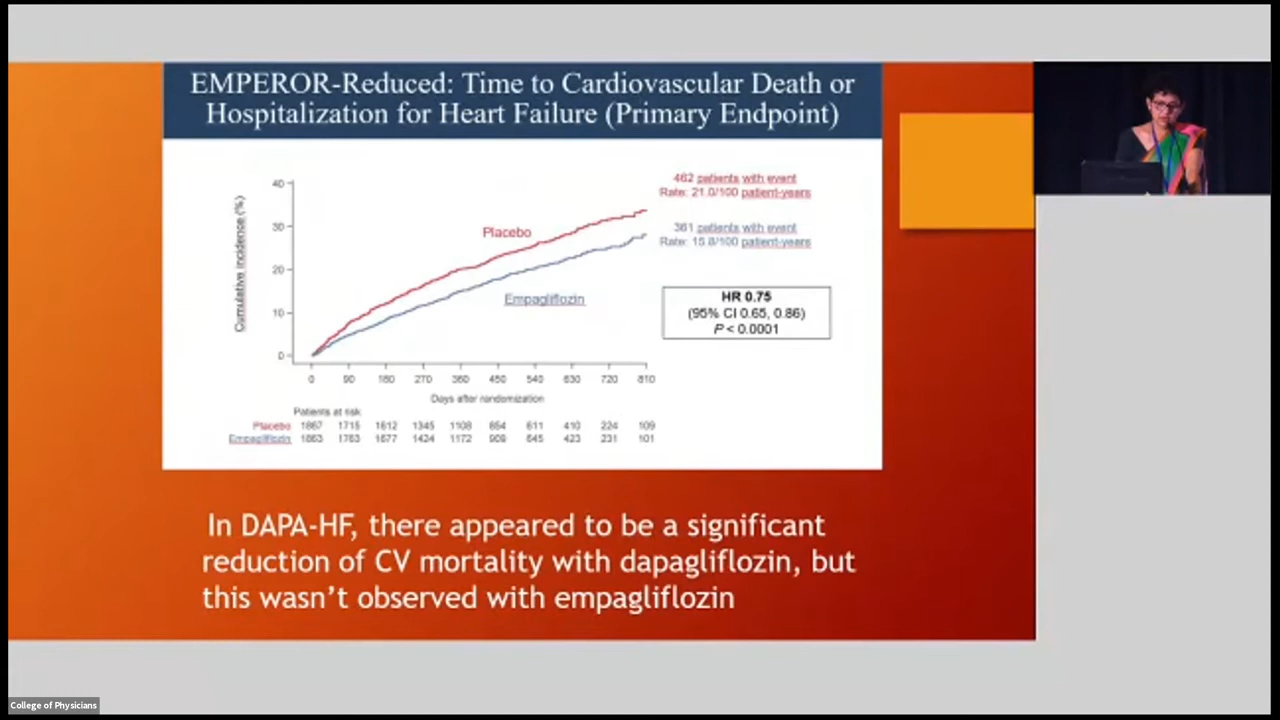 EMPEROR-Reduced: Time to Cardiovascular Death or
Hospitalization for Heart Failure (Primary Endpoint)
462 patients with event
Rate: 21.0/100 patient-years
361 patients with event
Rate: 15.8/100 patient-years
HR 0.75
(95% CI 0.65, 0.86)
P < 0.0001
Cumulative incidence (%)
40
30
20
10
0
Placebo
Empagliflozin
0 90 180 270 360 450 540 630 720 810
Days after randomization
Patients at risk
Placebo 1867 1715 1612 1345 1108 854 611 410 224 109
Empagliflozin 1863 1763 1677 1424 1172 909 645 423 231 101
In DAPA-HF, there appeared to be a significant
reduction of CV mortality with dapagliflozin, but
this wasn't observed with empagliflozin
College of Physicians